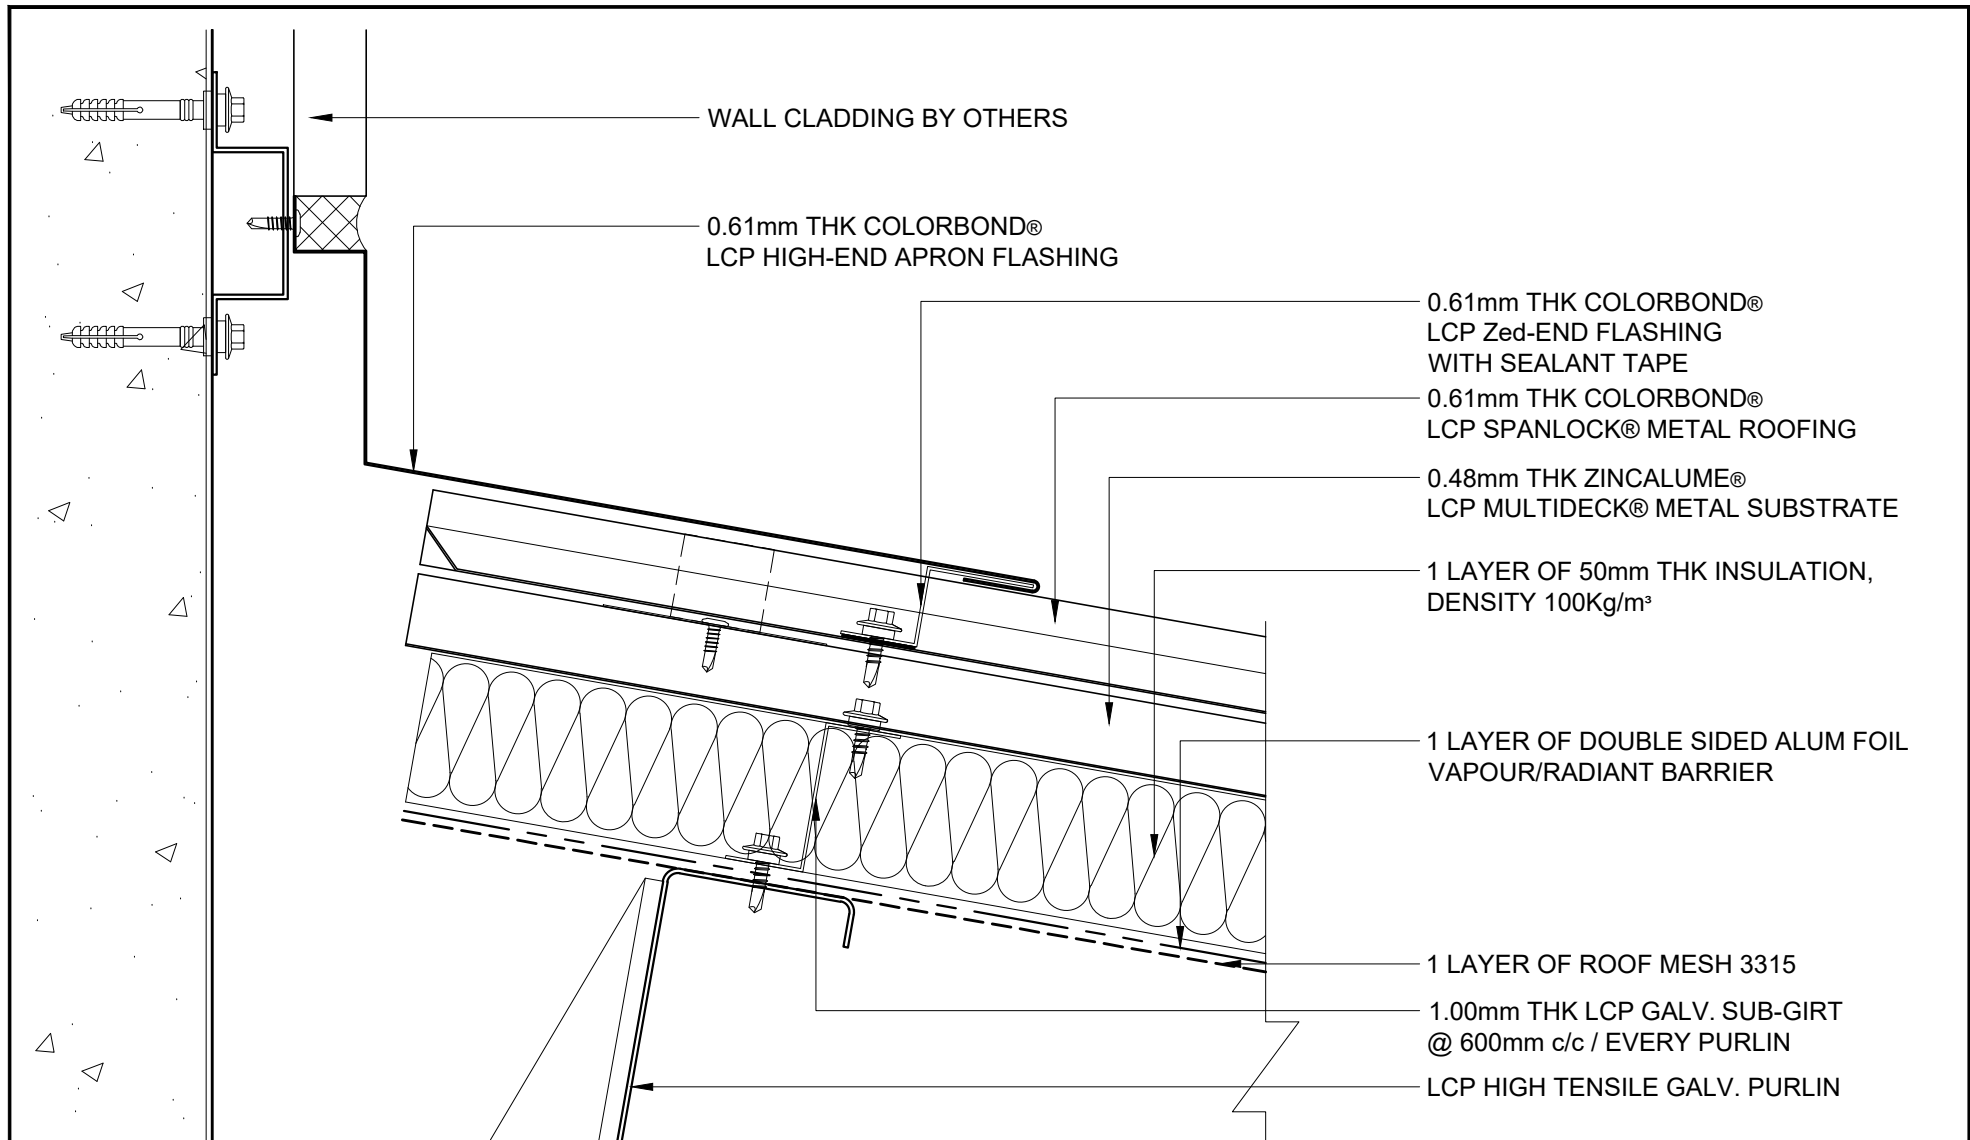 WALL CLADDING BY OTHERS
0.61mm THK COLORBOND®
LCP HIGH-END APRON FLASHING
0.61mm THK COLORBOND®
LCP Zed-END FLASHING
WITH SEALANT TAPE
0.61mm THK COLORBOND®
LCP SPANLOCK® METAL ROOFING
0.48mm THK ZINCALUME®
LCP MULTIDECK® METAL SUBSTRATE
1 LAYER OF 50mm THK INSULATION,
DENSITY 100Kg/m³
1 LAYER OF DOUBLE SIDED ALUM FOIL
VAPOUR/RADIANT BARRIER
1 LAYER OF ROOF MESH 3315
1.00mm THK LCP GALV. SUB-GIRT
@ 600mm c/c / EVERY PURLIN
LCP HIGH TENSILE GALV. PURLIN